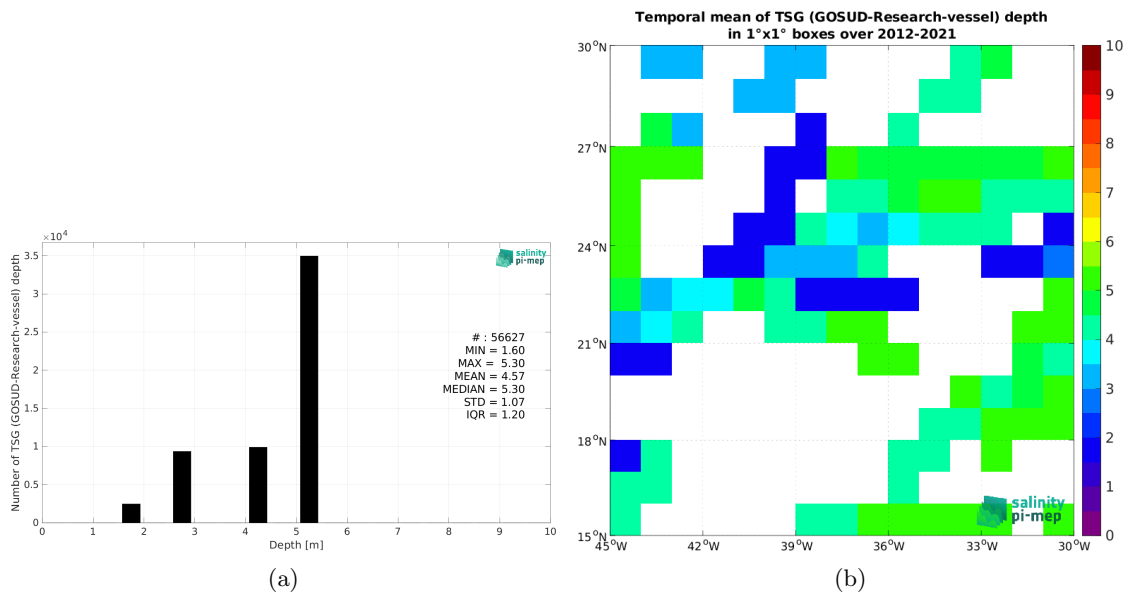 ×10⁴
3.5
3
2.5
2
1.5
1
0.5
0
Number of TSG (GOSUD-Research-vessel) depth
salinity
pi-mep
# : 56627
MIN = 1.60
MAX = 5.30
MEAN = 4.57
MEDIAN = 5.30
STD = 1.07
IQR = 1.20
0 1 2 3 4 5 6 7 8 9 10
Depth [m]
(a)
Temporal mean of TSG (GOSUD-Research-vessel) depth
in 1°x1° boxes over 2012-2021
30°N
27°N
24°N
21°N
18°N
15°N
45°W 42°W 39°W 36°W 33°W 30°W
salinity
pi-mep
10
9
8
7
6
5
4
3
2
1
0
(b)